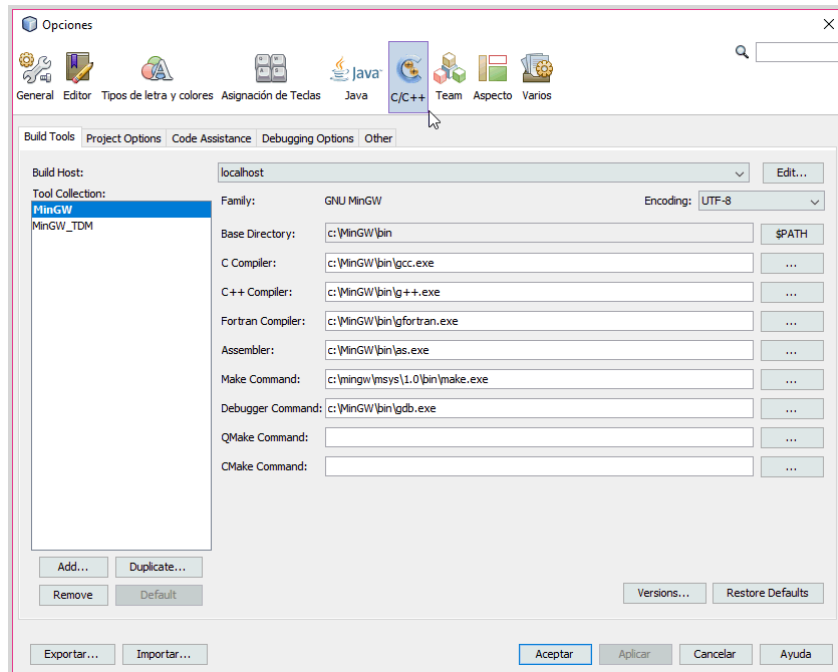 Opciones
General Editor Tipos de letra y colores Asignación de Teclas Java C/C++ Team Aspecto Varios
Build Tools Project Options Code Assistance Debugging Options Other
Build Host: localhost Edit...
Tool Collection:
MinGW
MinGW_TDM
Family: GNU MinGW Encoding: UTF-8
Base Directory: c:\MinGW\bin $PATH
C Compiler: c:\MinGW\bin\gcc.exe ...
C++ Compiler: c:\MinGW\bin\g++.exe ...
Fortran Compiler: c:\MinGW\bin\gfortran.exe ...
Assembler: c:\MinGW\bin\as.exe ...
Make Command: c:\mingw\msys\1.0\bin\make.exe ...
Debugger Command: c:\MinGW\bin\gdb.exe ...
QMake Command: ...
CMake Command: ...
Add... Duplicate...
Remove Default
Versions... Restore Defaults
Exportar... Importar... Aceptar Aplicar Cancelar Ayuda